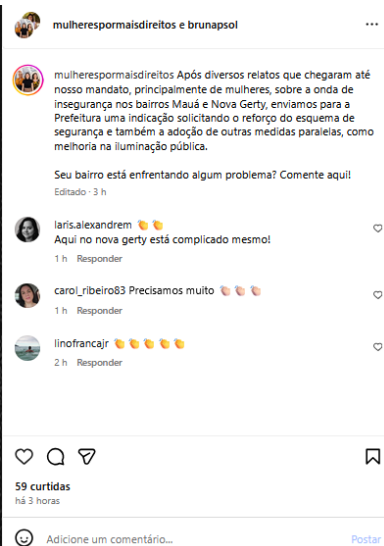 mulherespormaisdireitos e brunapsol
mulherespormaisdireitos Após diversos relatos que chegaram até
nosso mandato, principalmente de mulheres, sobre a onda de
insegurança nos bairros Mauá e Nova Gerty, enviamos para a
Prefeitura uma indicação solicitando o reforço do esquema de
segurança e também a adoção de outras medidas paralelas, como
melhoria na iluminação pública.
Seu bairro está enfrentando algum problema? Comente aqui!
Editado · 3 h
laris.alexandrem 👏👏
Aqui no nova gerty está complicado mesmo!
1 h Responder
carol_ribeiro83 Precisamos muito 👏🏻👏🏻👏🏻
1 h Responder
linofrancajr 👏👏👏👏👏
2 h Responder
59 curtidas
há 3 horas
Adicione um comentário...
Postar